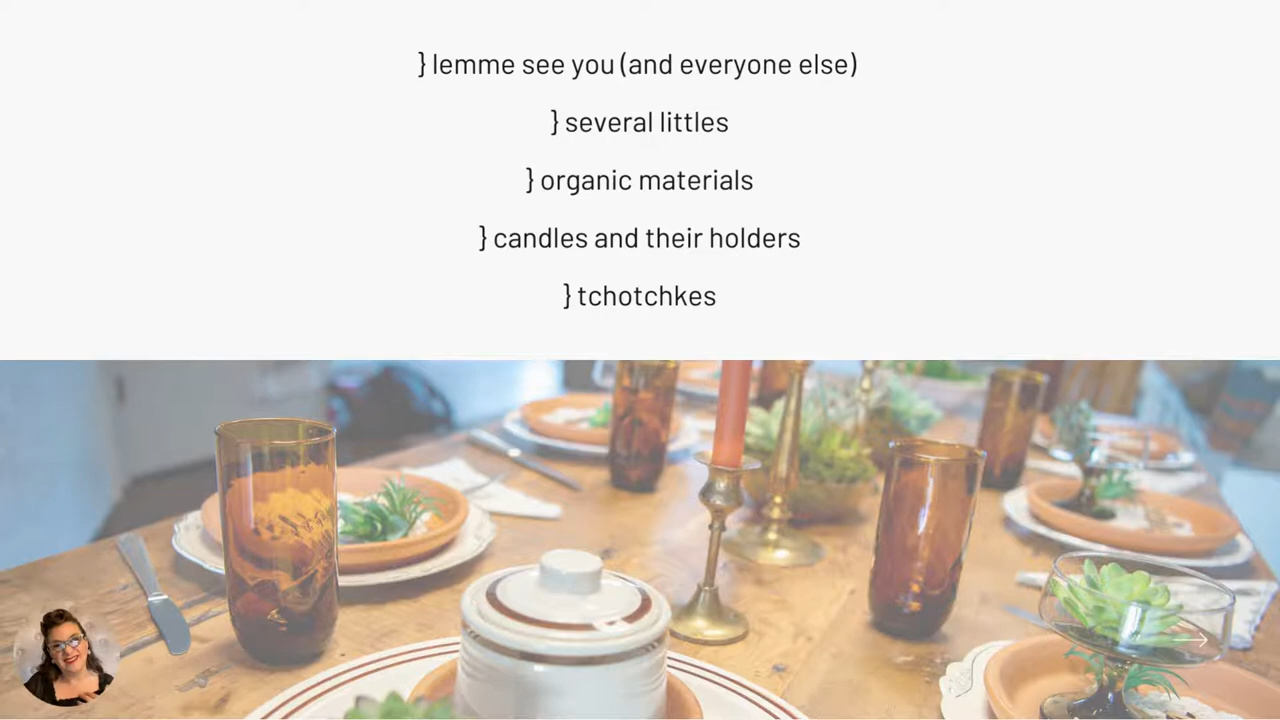 } lemme see you (and everyone else)
} several littles
} organic materials
} candles and their holders
} tchotchkes